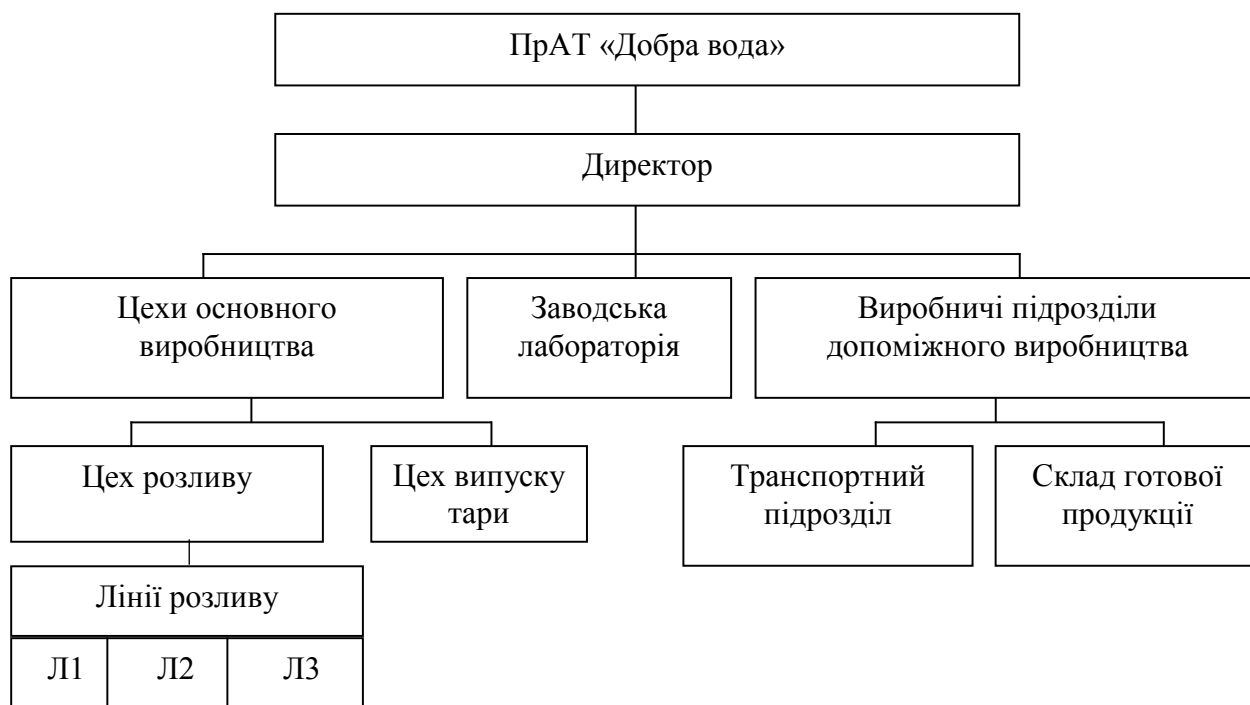 ПрАТ «Добра вода»
Директор
Цехи основного
виробництва
Заводська
лабораторія
Виробничі підрозділи
допоміжного виробництва
Цех розливу
Цех випуску
тари
Транспортний
підрозділ
Склад готової
продукції
Лінії розливу
Л1
Л2
Л3